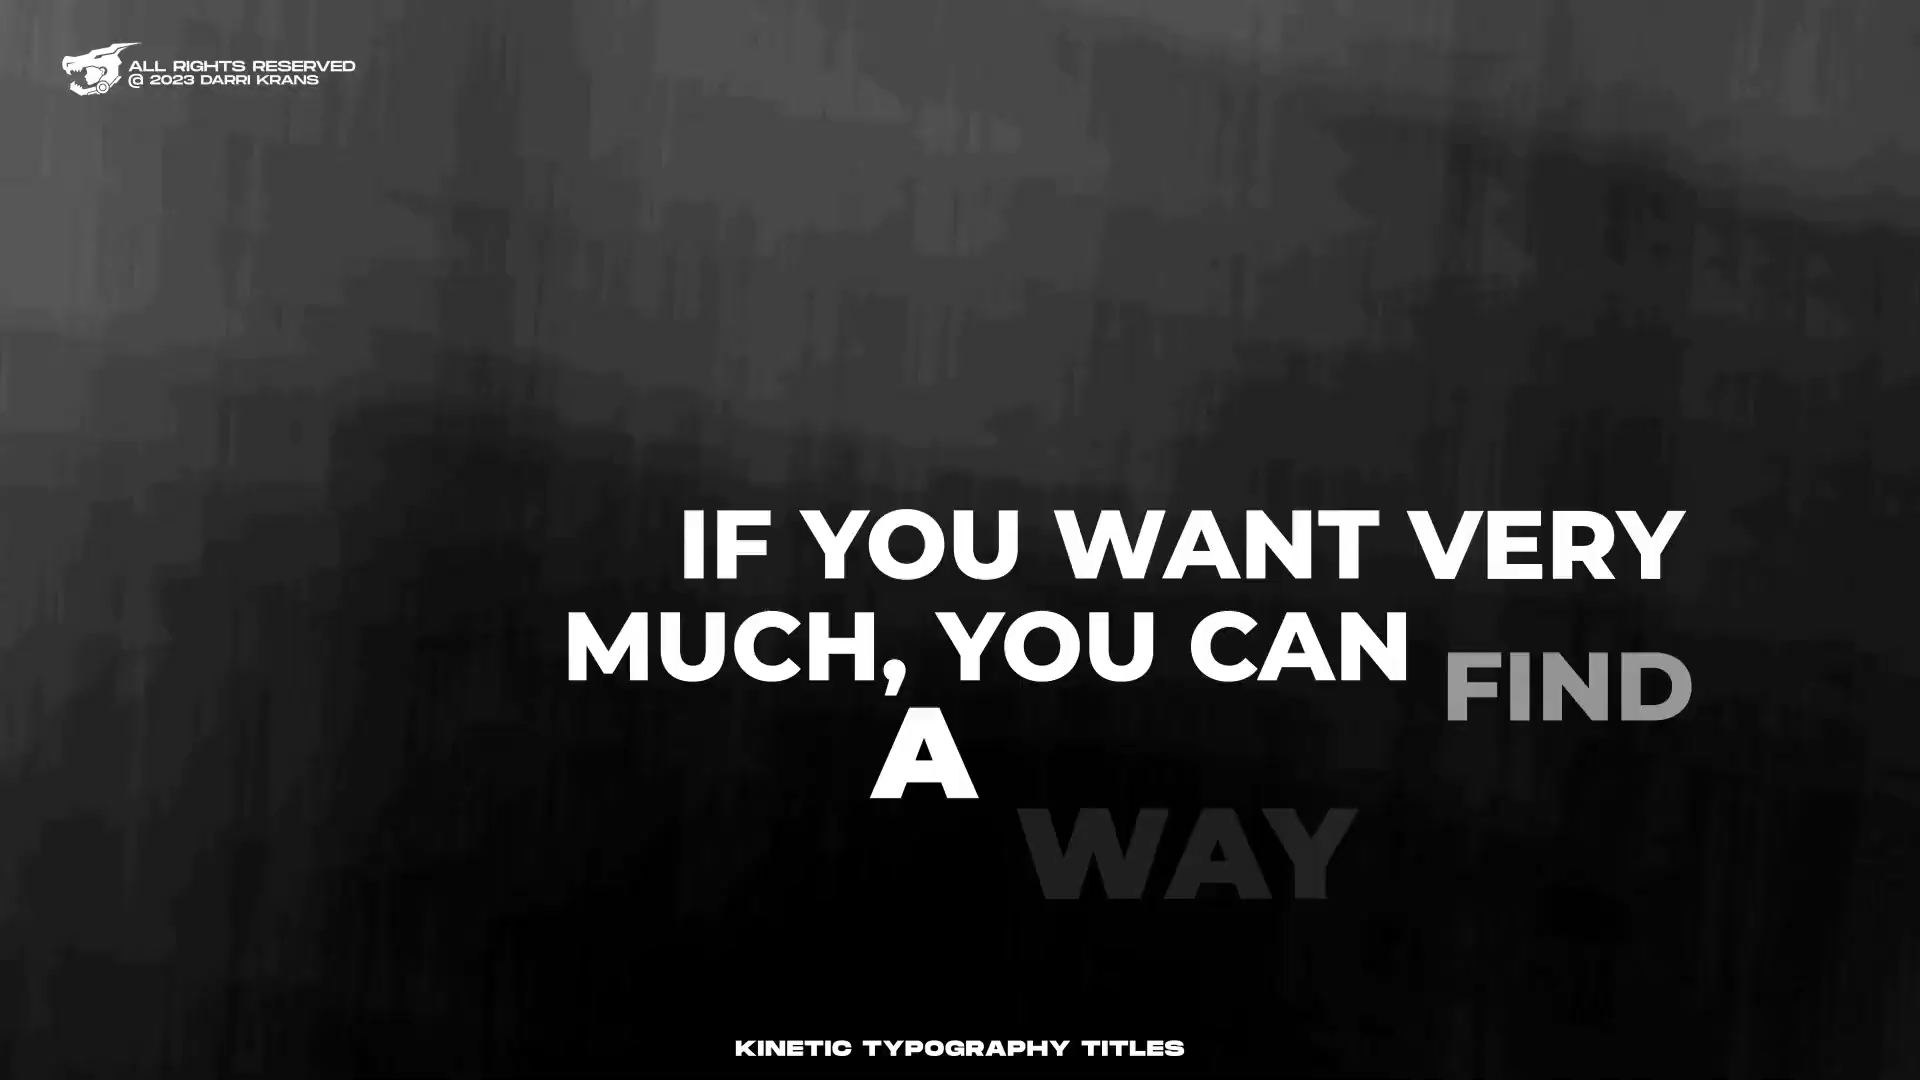 ALL RIGHTS RESERVED
@ 2023 DARRI KRANS
IF YOU WANT VERY
MUCH, YOU CAN FIND
A WAY
KINETIC TYPOGRAPHY TITLES